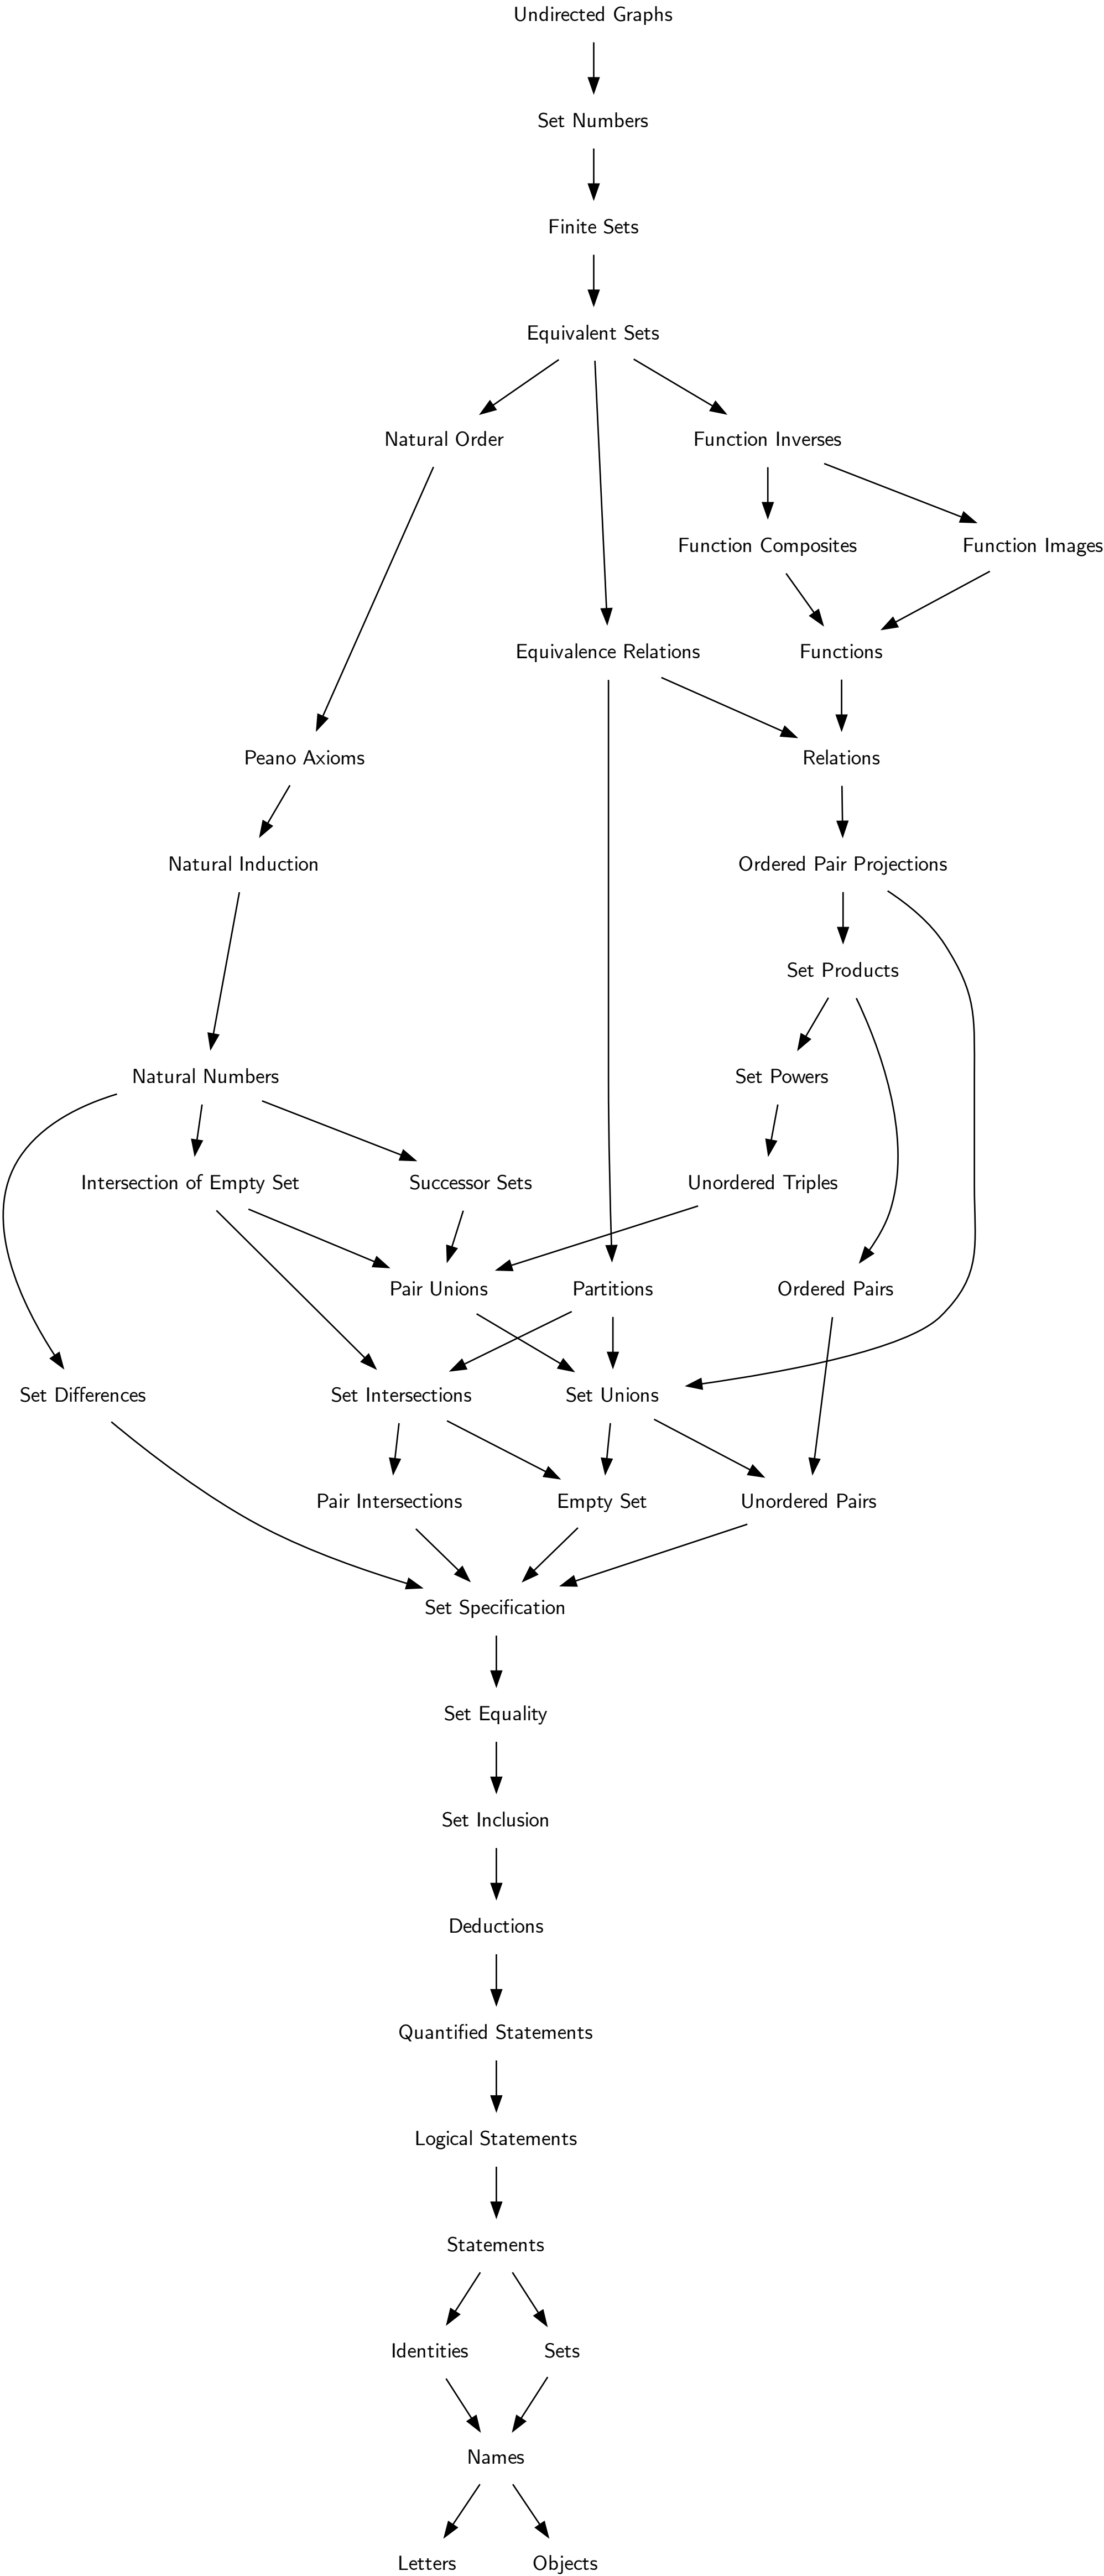 Undirected Graphs
Set Numbers
Finite Sets
Equivalent Sets
Natural Order
Function Inverses
Function Composites
Function Images
Equivalence Relations
Functions
Peano Axioms
Relations
Natural Induction
Ordered Pair Projections
Set Products
Natural Numbers
Set Powers
Intersection of Empty Set
Successor Sets
Unordered Triples
Pair Unions
Partitions
Ordered Pairs
Set Differences
Set Intersections
Set Unions
Pair Intersections
Empty Set
Unordered Pairs
Set Specification
Set Equality
Set Inclusion
Deductions
Quantified Statements
Logical Statements
Statements
Identities
Sets
Names
Letters
Objects